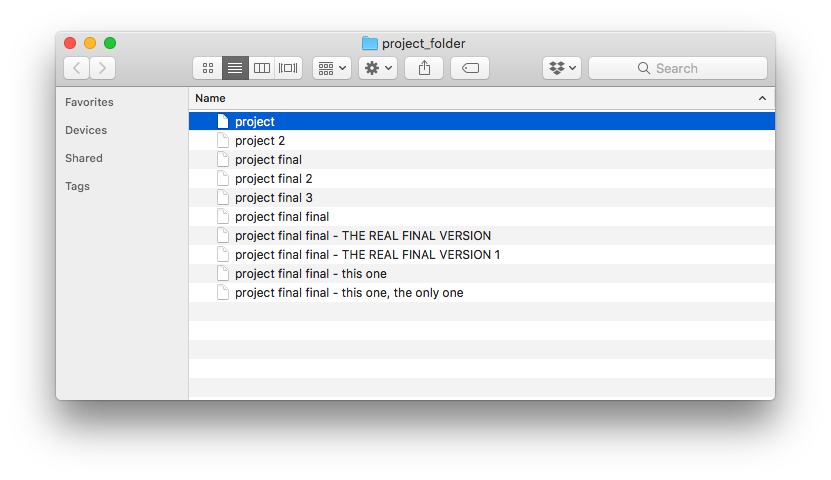 project_folder
Search
Favorites
Devices
Shared
Tags
Name
project
project 2
project final
project final 2
project final 3
project final final
project final final - THE REAL FINAL VERSION
project final final - THE REAL FINAL VERSION 1
project final final - this one
project final final - this one, the only one